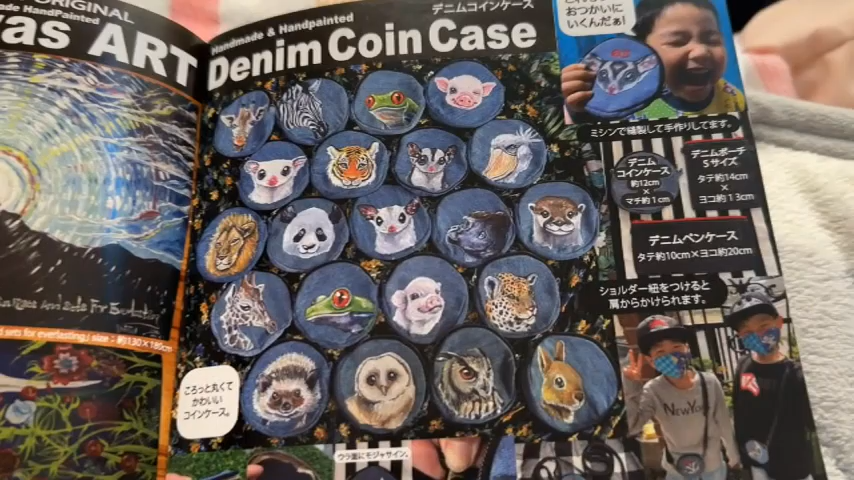 ORIGINAL
HandPainted
vas ART
sets for everlasting / size : 約130×180cm
デニムコインケース
Handmade & Handpainted
Denim Coin Case
おつかいに
いくんだぁ!
ミシンで縫製して手作りしてます。
デニム
コインケース
約12cm
×
マチ約1cm
デニムポーチ
Sサイズ
タテ約14cm
×
ヨコ約13cm
デニムペンケース
タテ約10cm×ヨコ約20cm
ショルダー紐をつけると
肩からかけられます。
ころっと丸くて
かわいい
コインケース。
ウラ面にモジャサイン。
NewYo